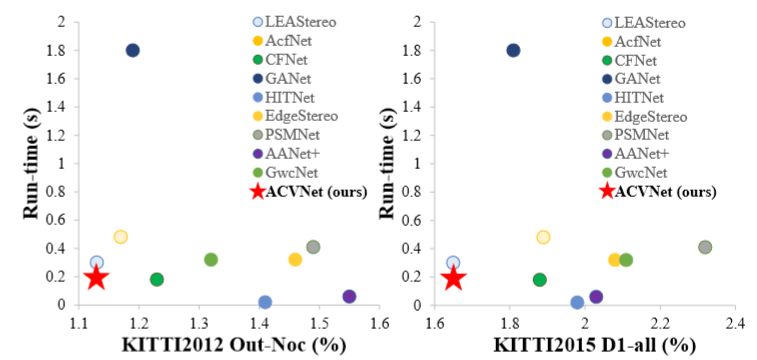 2
1.8
1.6
1.4
1.2
1
0.8
0.6
0.4
0.2
0
Run-time (s)
LEAStereo
AcfNet
CFNet
GANet
HITNet
EdgeStereo
PSMNet
AANet+
GwcNet
ACVNet (ours)
1.1 1.2 1.3 1.4 1.5 1.6
KITTI2012 Out-Noc (%)
2
1.8
1.6
1.4
1.2
1
0.8
0.6
0.4
0.2
0
Run-time (s)
LEAStereo
AcfNet
CFNet
GANet
HITNet
EdgeStereo
PSMNet
AANet+
GwcNet
ACVNet (ours)
1.6 1.8 2 2.2 2.4
KITTI2015 D1-all (%)